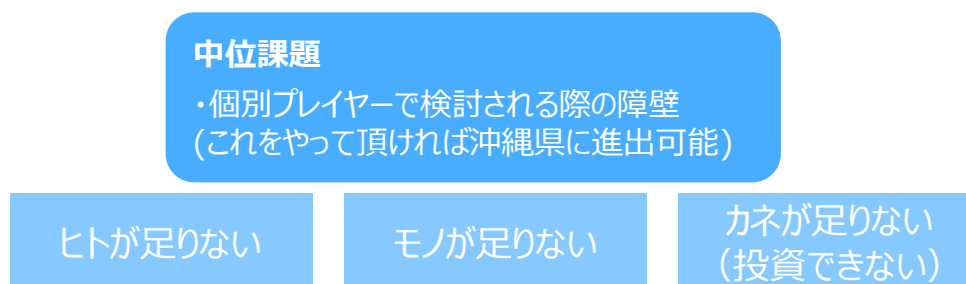 中位課題
・個別プレイヤーで検討される際の障壁
(これをやって頂ければ沖縄県に進出可能)
ヒトが足りない
モノが足りない
カネが足りない
（投資できない）